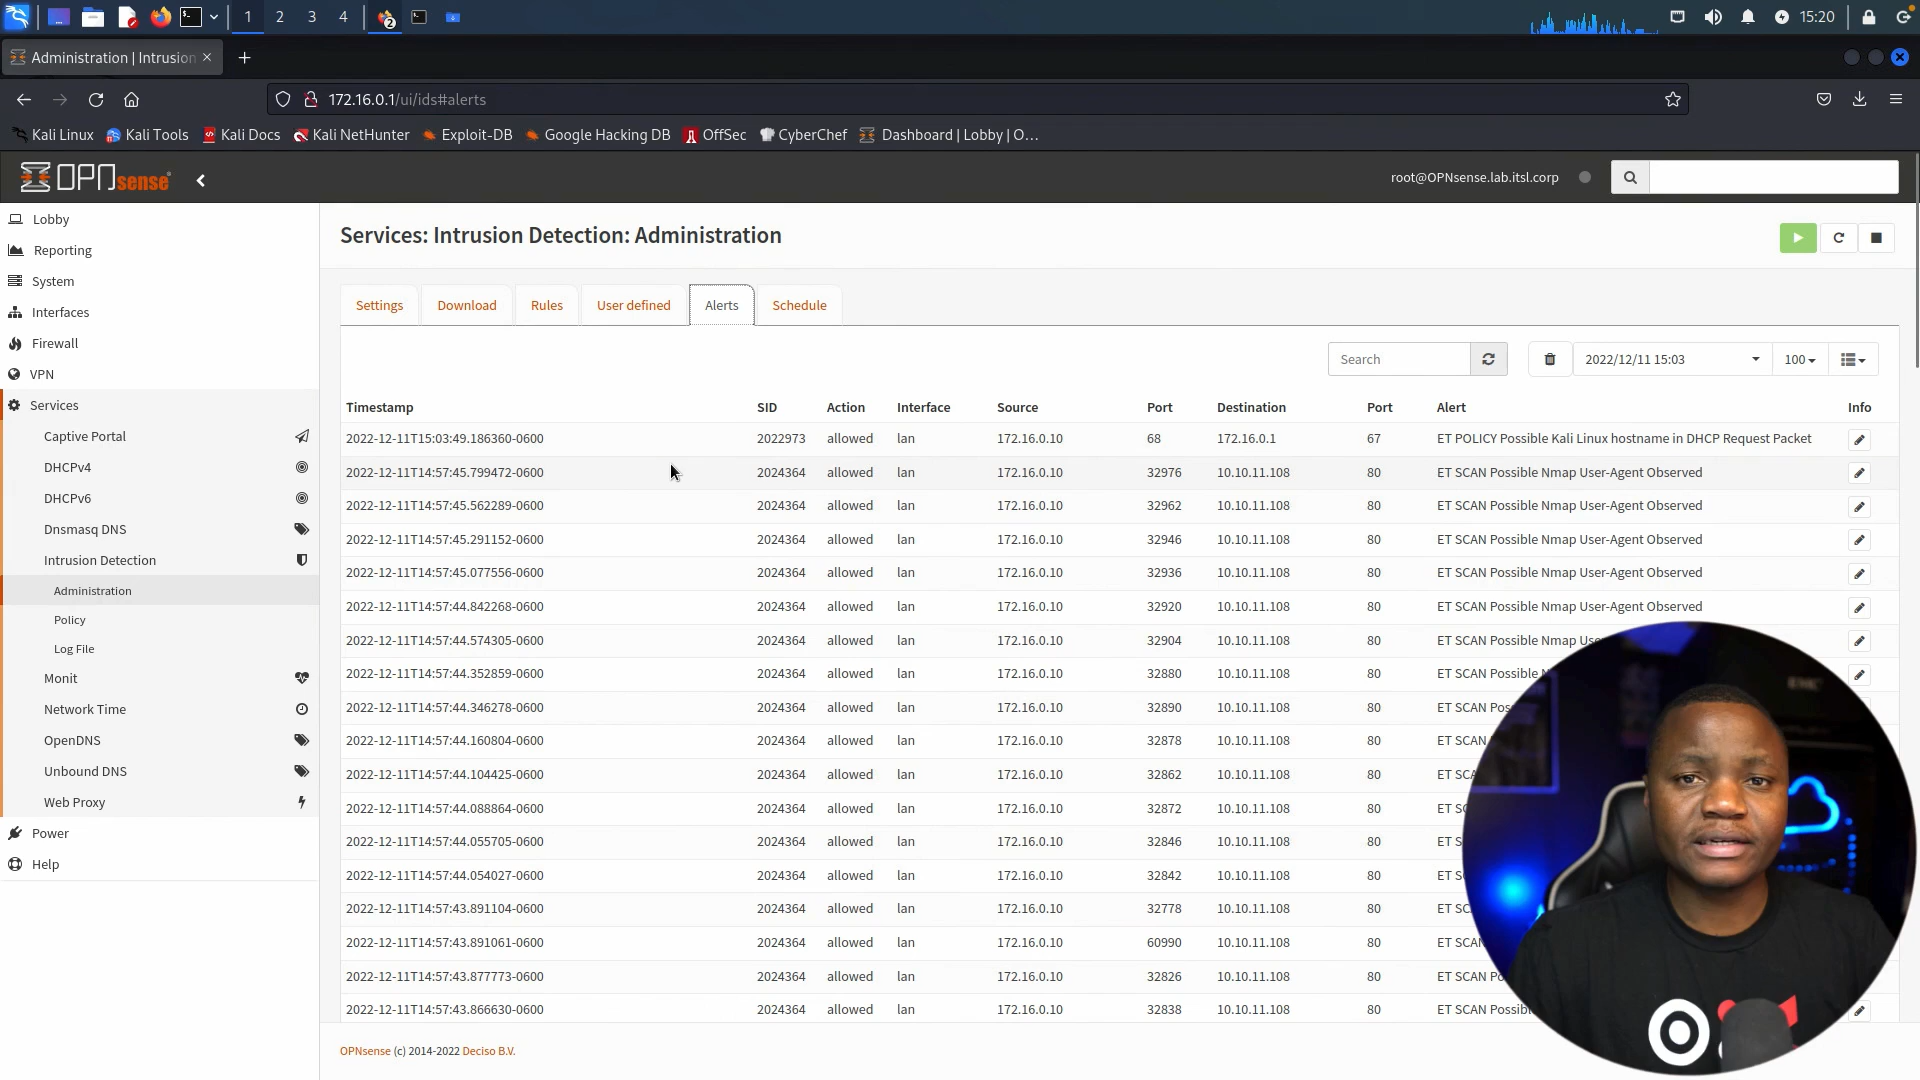 1 2 3 4 2 15:20
Administration | Intrusion
172.16.0.1/ui/ids#alerts
Kali Linux Kali Tools Kali Docs Kali NetHunter Exploit-DB Google Hacking DB OffSec CyberChef Dashboard | Lobby | O…
OPNsense root@OPNsense.lab.itsl.corp
Lobby
Reporting
System
Interfaces
Firewall
VPN
Services
Captive Portal
DHCPv4
DHCPv6
Dnsmasq DNS
Intrusion Detection
Administration
Policy
Log File
Monit
Network Time
OpenDNS
Unbound DNS
Web Proxy
Power
Help
Services: Intrusion Detection: Administration
Settings Download Rules User defined Alerts Schedule
Search 2022/12/11 15:03 100
Timestamp SID Action Interface Source Port Destination Port Alert Info
2022-12-11T15:03:49.186360-0600 2022973 allowed lan 172.16.0.10 68 172.16.0.1 67 ET POLICY Possible Kali Linux hostname in DHCP Request Packet
2022-12-11T14:57:45.799472-0600 2024364 allowed lan 172.16.0.10 32976 10.10.11.108 80 ET SCAN Possible Nmap User-Agent Observed
2022-12-11T14:57:45.562289-0600 2024364 allowed lan 172.16.0.10 32962 10.10.11.108 80 ET SCAN Possible Nmap User-Agent Observed
2022-12-11T14:57:45.291152-0600 2024364 allowed lan 172.16.0.10 32946 10.10.11.108 80 ET SCAN Possible Nmap User-Agent Observed
2022-12-11T14:57:45.077556-0600 2024364 allowed lan 172.16.0.10 32936 10.10.11.108 80 ET SCAN Possible Nmap User-Agent Observed
2022-12-11T14:57:44.842268-0600 2024364 allowed lan 172.16.0.10 32920 10.10.11.108 80 ET SCAN Possible Nmap User-Agent Observed
2022-12-11T14:57:44.574305-0600 2024364 allowed lan 172.16.0.10 32904 10.10.11.108 80 ET SCAN Possible Nmap
2022-12-11T14:57:44.352859-0600 2024364 allowed lan 172.16.0.10 32880 10.10.11.108 80 ET SCAN Possible
2022-12-11T14:57:44.346278-0600 2024364 allowed lan 172.16.0.10 32890 10.10.11.108 80 ET SCAN
2022-12-11T14:57:44.160804-0600 2024364 allowed lan 172.16.0.10 32878 10.10.11.108 80 ET SCAN
2022-12-11T14:57:44.104425-0600 2024364 allowed lan 172.16.0.10 32862 10.10.11.108 80 ET
2022-12-11T14:57:44.088864-0600 2024364 allowed lan 172.16.0.10 32872 10.10.11.108 80 ET
2022-12-11T14:57:44.055705-0600 2024364 allowed lan 172.16.0.10 32846 10.10.11.108 80 ET
2022-12-11T14:57:44.054027-0600 2024364 allowed lan 172.16.0.10 32842 10.10.11.108 80 ET
2022-12-11T14:57:43.891104-0600 2024364 allowed lan 172.16.0.10 32778 10.10.11.108 80 ET
2022-12-11T14:57:43.891061-0600 2024364 allowed lan 172.16.0.10 60990 10.10.11.108 80 ET SCAN
2022-12-11T14:57:43.877773-0600 2024364 allowed lan 172.16.0.10 32826 10.10.11.108 80 ET SCAN
2022-12-11T14:57:43.866630-0600 2024364 allowed lan 172.16.0.10 32838 10.10.11.108 80 ET SCAN
OPNsense (c) 2014-2022 Deciso B.V.